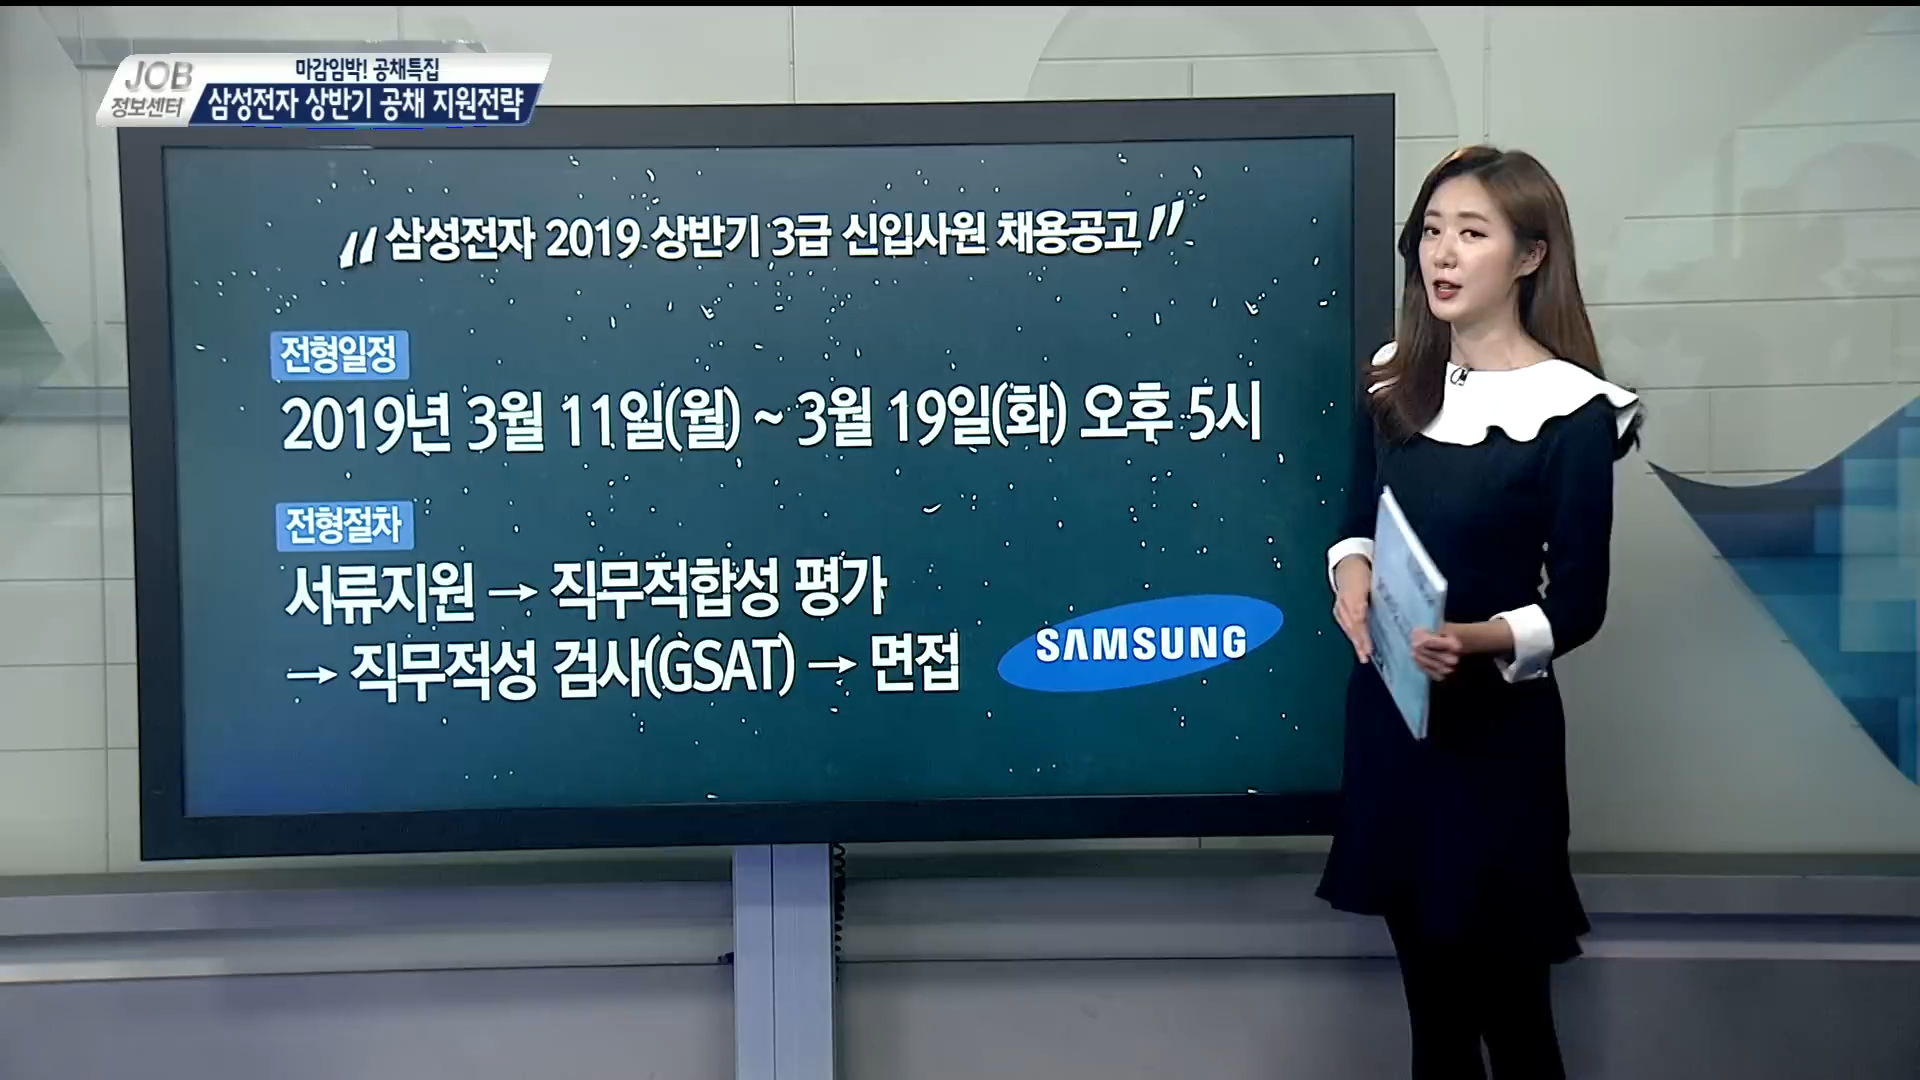 JOB
정보센터
마감임박! 공채특집
삼성전자 상반기 공채 지원전략
"삼성전자 2019 상반기 3급 신입사원 채용공고"
전형일정
2019년 3월 11일(월) ~ 3월 19일(화) 오후 5시
전형절차
서류지원 → 직무적합성 평가
→ 직무적성 검사(GSAT) → 면접
SAMSUNG